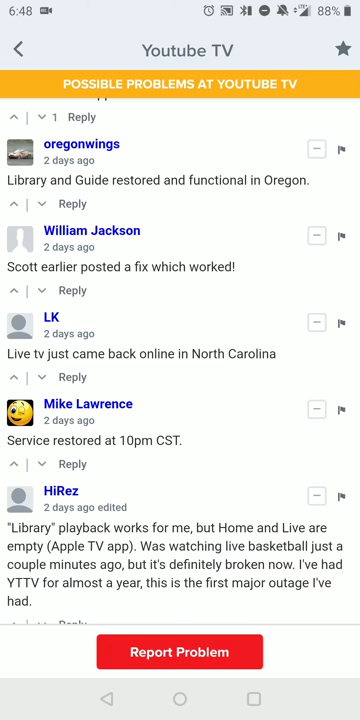 6:48
88%
Youtube TV
POSSIBLE PROBLEMS AT YOUTUBE TV
1 Reply
oregonwings
2 days ago
Library and Guide restored and functional in Oregon.
Reply
William Jackson
2 days ago
Scott earlier posted a fix which worked!
Reply
LK
2 days ago
Live tv just came back online in North Carolina
Reply
Mike Lawrence
2 days ago
Service restored at 10pm CST.
Reply
HiRez
2 days ago edited
"Library" playback works for me, but Home and Live are
empty (Apple TV app). Was watching live basketball just a
couple minutes ago, but it's definitely broken now. I've had
YTTV for almost a year, this is the first major outage I've
had.
Reply
Report Problem